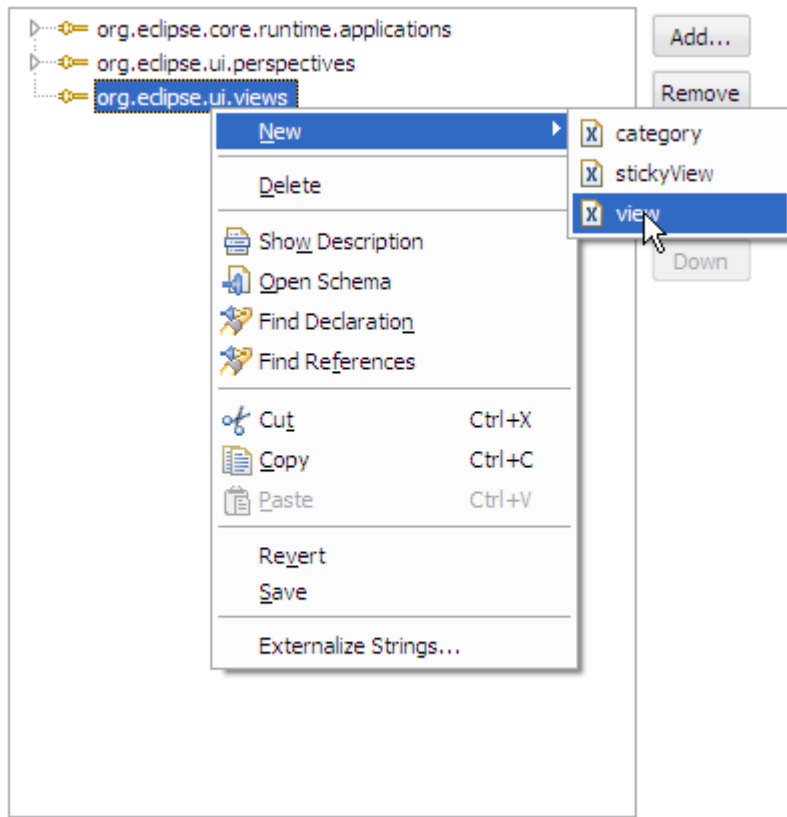 org.eclipse.core.runtime.applications
Add...
org.eclipse.ui.perspectives
org.eclipse.ui.views
Remove
New
category
Delete
stickyView
view
Show Description
Down
Open Schema
Find Declaration
Find References
Cut Ctrl+X
Copy Ctrl+C
Paste Ctrl+V
Revert
Save
Externalize Strings...